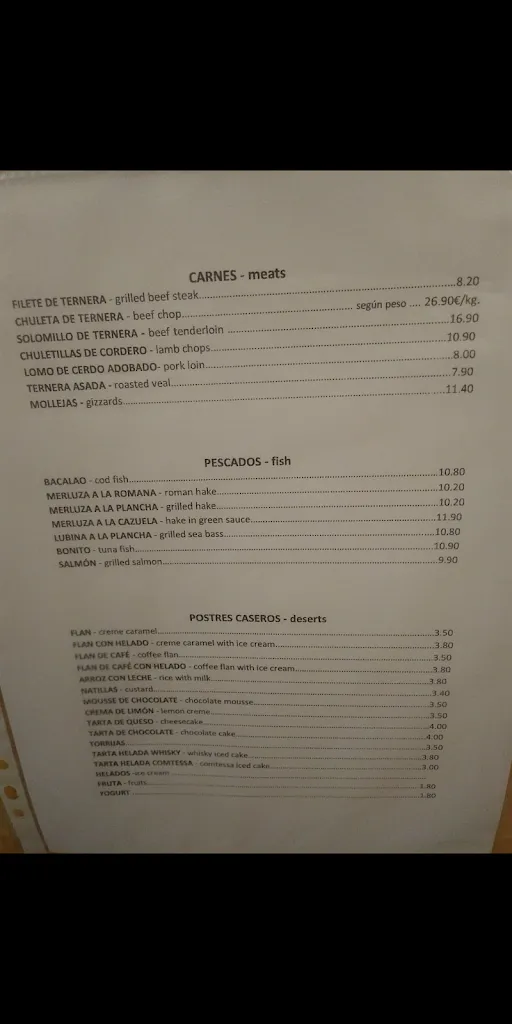 CARNES - meats
FILETE DE TERNERA - grilled beef steak....8.20
CHULETA DE TERNERA - beef chop.... según peso .... 26.90€/kg.
SOLOMILLO DE TERNERA - beef tenderloin ....16.90
CHULETILLAS DE CORDERO - lamb chops....10.90
LOMO DE CERDO ADOBADO- pork loin....8.00
TERNERA ASADA - roasted veal....7.90
MOLLEJAS - gizzards....11.40
PESCADOS - fish
BACALAO - cod fish....10.80
MERLUZA A LA ROMANA - roman hake....10.20
MERLUZA A LA PLANCHA - grilled hake....10.20
MERLUZA A LA CAZUELA - hake in green sauce....11.90
LUBINA A LA PLANCHA - grilled sea bass....10.80
BONITO - tuna fish....10.90
SALMÓN - grilled salmon....9.90
POSTRES CASEROS - deserts
FLAN - creme caramel....3.50
FLAN CON HELADO - creme caramel with ice cream....3.80
FLAN DE CAFÉ - coffee flan....3.50
FLAN DE CAFÉ CON HELADO - coffee flan with ice cream....3.80
ARROZ CON LECHE - rice with milk....3.80
NATILLAS - custard....3.40
MOUSSE DE CHOCOLATE - chocolate mousse....3.50
CREMA DE LIMÓN - lemon creme....3.50
TARTA DE QUESO - cheesecake....4.00
TARTA DE CHOCOLATE - chocolate cake....4.00
TORRIJAS....3.50
TARTA HELADA WHISKY - whisky iced cake....3.80
TARTA HELADA COMTESSA - comtessa iced cake....3.00
HELADOS -ice cream ....
FRUTA - fruits....1.80
YOGURT ....1.80